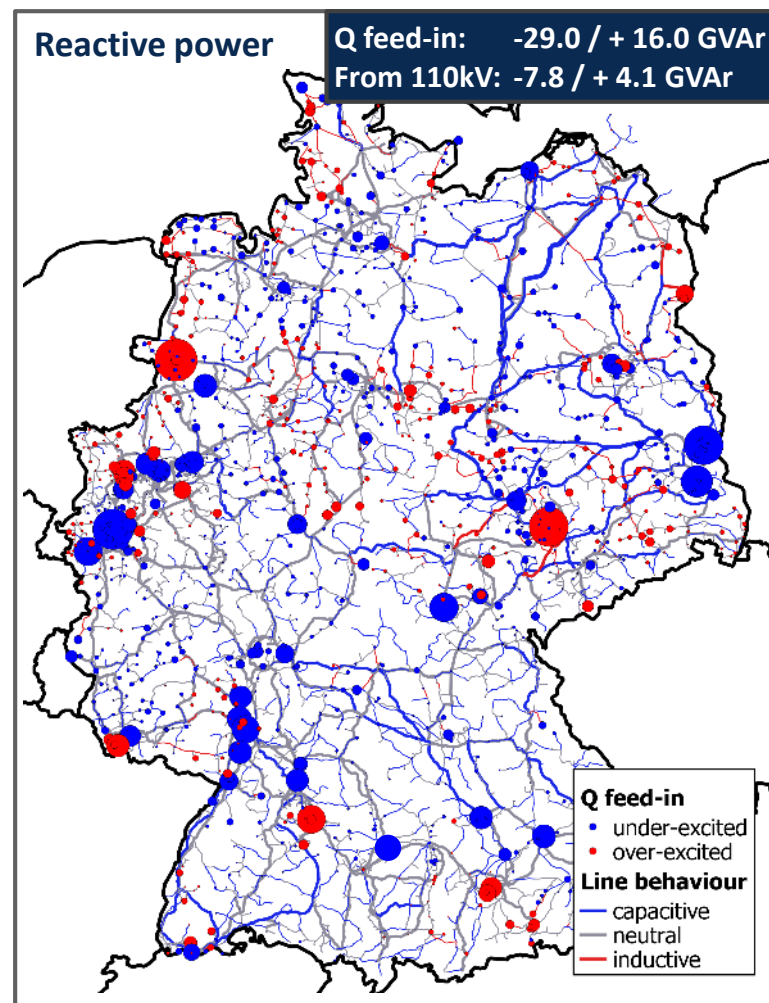 Reactive power
Q feed-in: -29.0 / + 16.0 GVAr
From 110kV: -7.8 / + 4.1 GVAr
Q feed-in
under-excited
over-excited
Line behaviour
capacitive
neutral
inductive